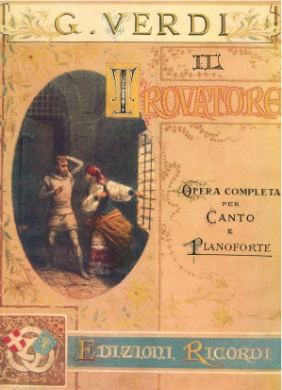 G. VERDI
IL
TROVATORE
OPERA COMPLETA
PER
CANTO
E
PIANOFORTE
EDIZIONI RICORDI